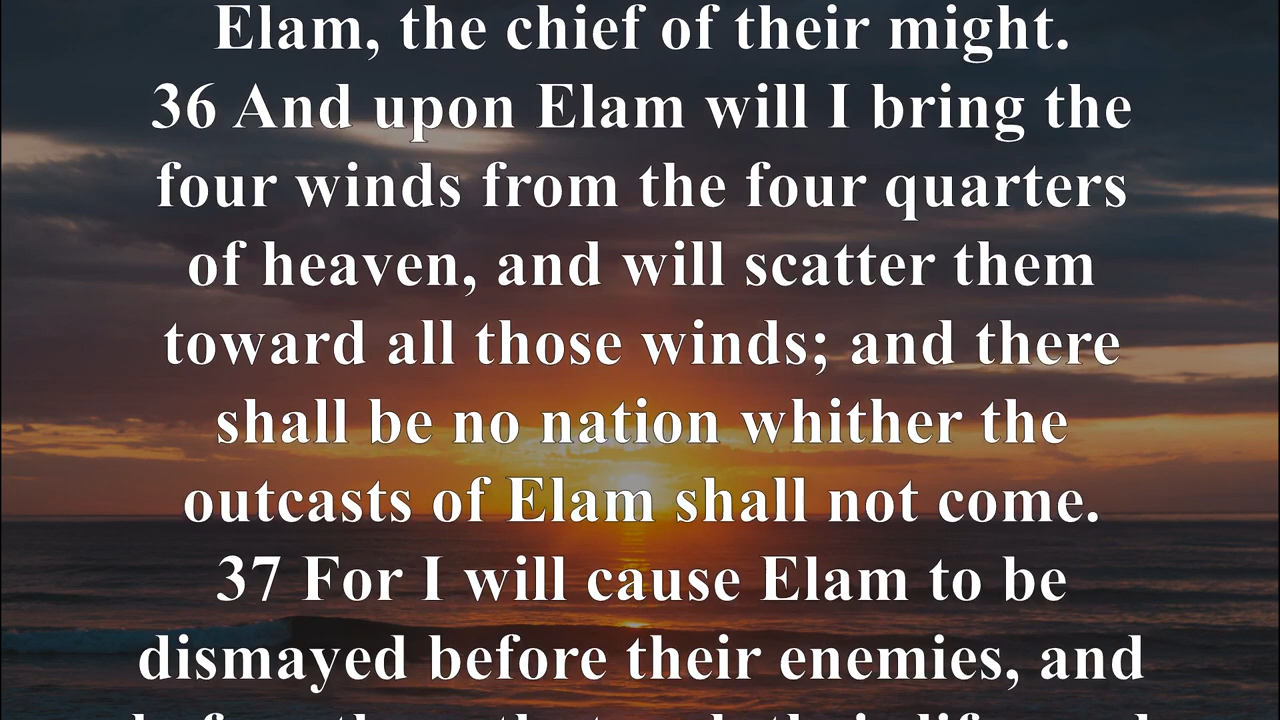 Elam, the chief of their might.
36 And upon Elam will I bring the
four winds from the four quarters
of heaven, and will scatter them
toward all those winds; and there
shall be no nation whither the
outcasts of Elam shall not come.
37 For I will cause Elam to be
dismayed before their enemies, and